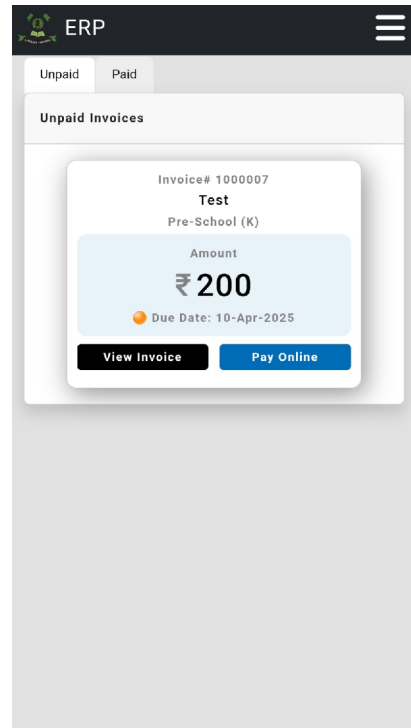 ERP
Unpaid Paid
Unpaid Invoices
Invoice# 1000007
Test
Pre-School (K)
Amount
₹ 200
Due Date: 10-Apr-2025
View Invoice Pay Online